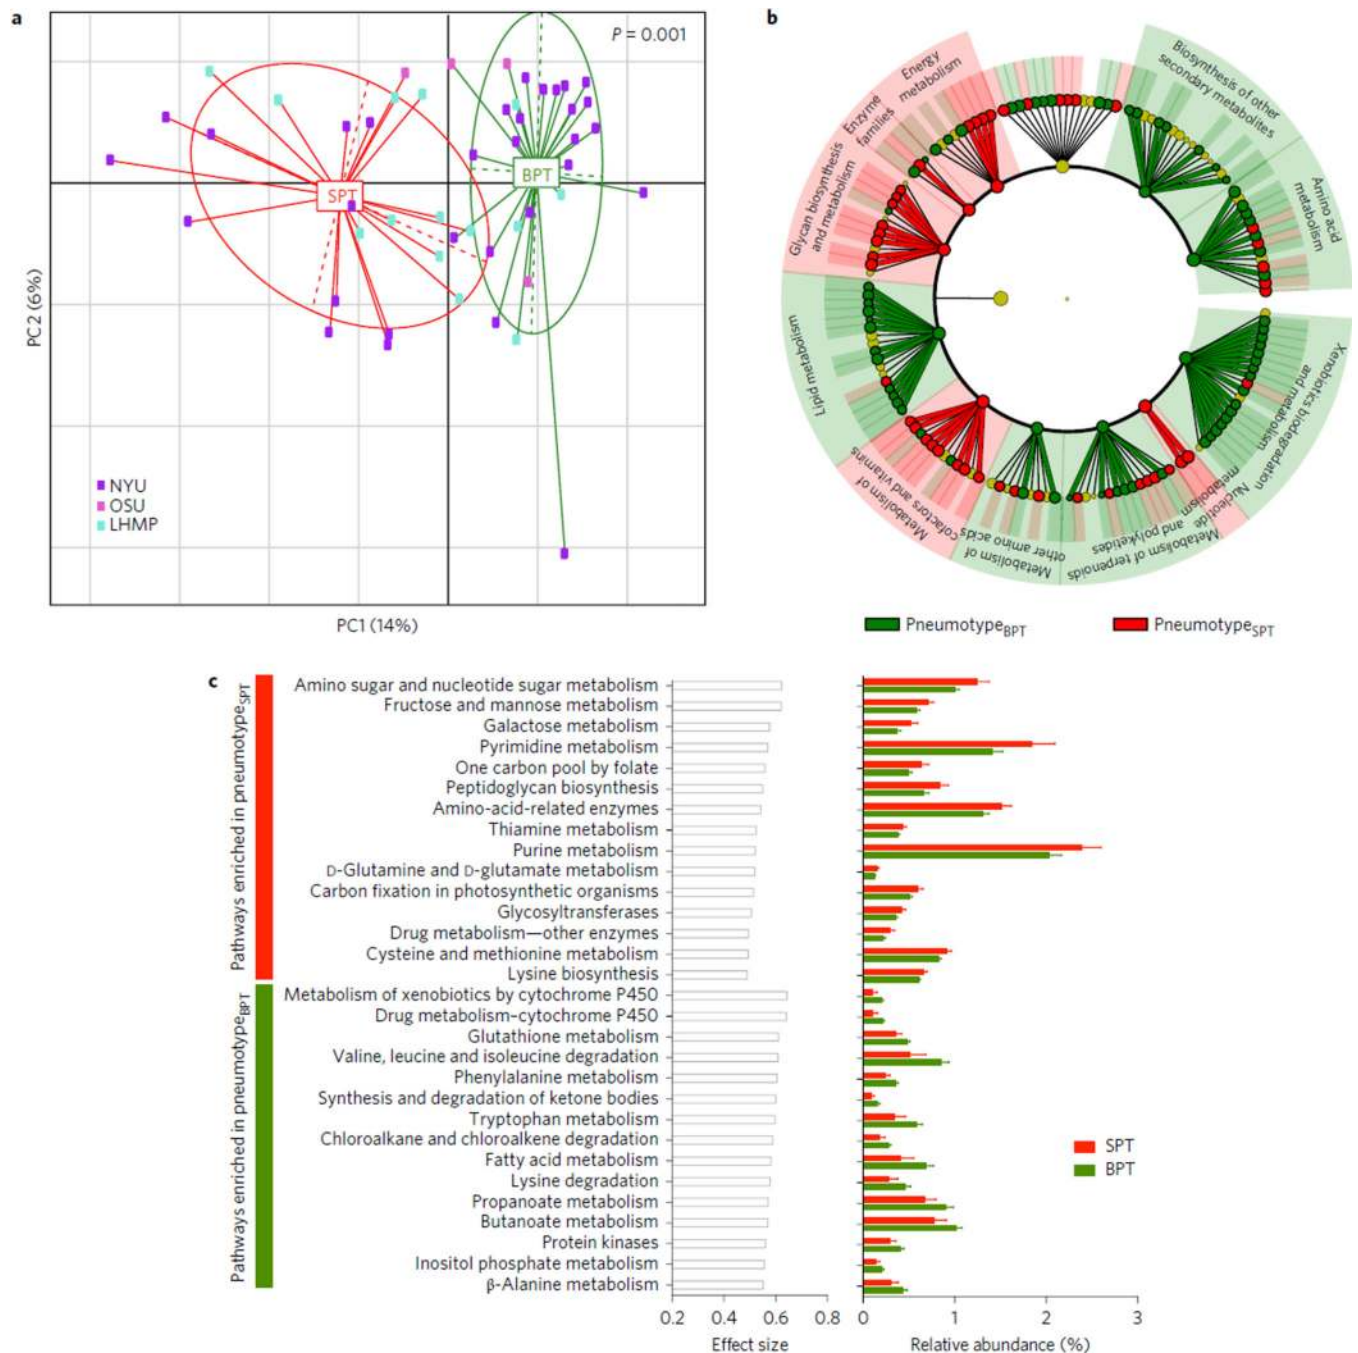 a
P = 0.001
SPT
BPT
PC2 (6%)
NYU
OSU
LHMP
PC1 (14%)
b
Energy
metabolism
Enzyme
families
Glycan biosynthesis
and metabolism
Lipid metabolism
Metabolism of
cofactors and vitamins
Metabolism of
other amino acids
Metabolism of terpenoids
and polyketides
Nucleotide
metabolism
Xenobiotics biodegradation
and metabolism
Amino acid
metabolism
Biosynthesis of other
secondary metabolites
PneumotypeBPT
PneumotypeSPT
c
Pathways enriched in pneumotypeSPT
Amino sugar and nucleotide sugar metabolism
Fructose and mannose metabolism
Galactose metabolism
Pyrimidine metabolism
One carbon pool by folate
Peptidoglycan biosynthesis
Amino-acid-related enzymes
Thiamine metabolism
Purine metabolism
D-Glutamine and D-glutamate metabolism
Carbon fixation in photosynthetic organisms
Glycosyltransferases
Drug metabolism—other enzymes
Cysteine and methionine metabolism
Lysine biosynthesis
Pathways enriched in pneumotypeBPT
Metabolism of xenobiotics by cytochrome P450
Drug metabolism–cytochrome P450
Glutathione metabolism
Valine, leucine and isoleucine degradation
Phenylalanine metabolism
Synthesis and degradation of ketone bodies
Tryptophan metabolism
Chloroalkane and chloroalkene degradation
Fatty acid metabolism
Lysine degradation
Propanoate metabolism
Butanoate metabolism
Protein kinases
Inositol phosphate metabolism
β-Alanine metabolism
SPT
BPT
0.2 0.4 0.6 0.8
Effect size
0 1 2 3
Relative abundance (%)